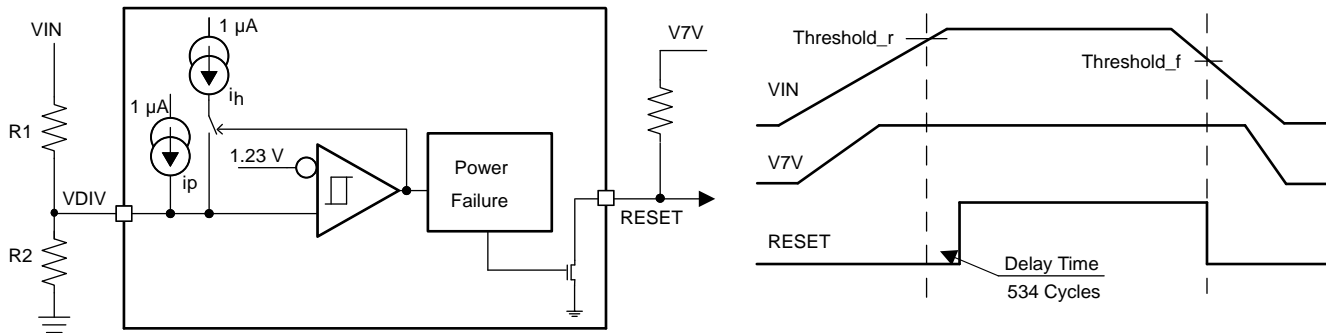 1 µA
VIN
V7V
i_h
1 µA
R1
1.23 V
Power
Failure
ip
VDIV
RESET
R2
Threshold_r
Threshold_f
VIN
V7V
RESET
Delay Time
534 Cycles